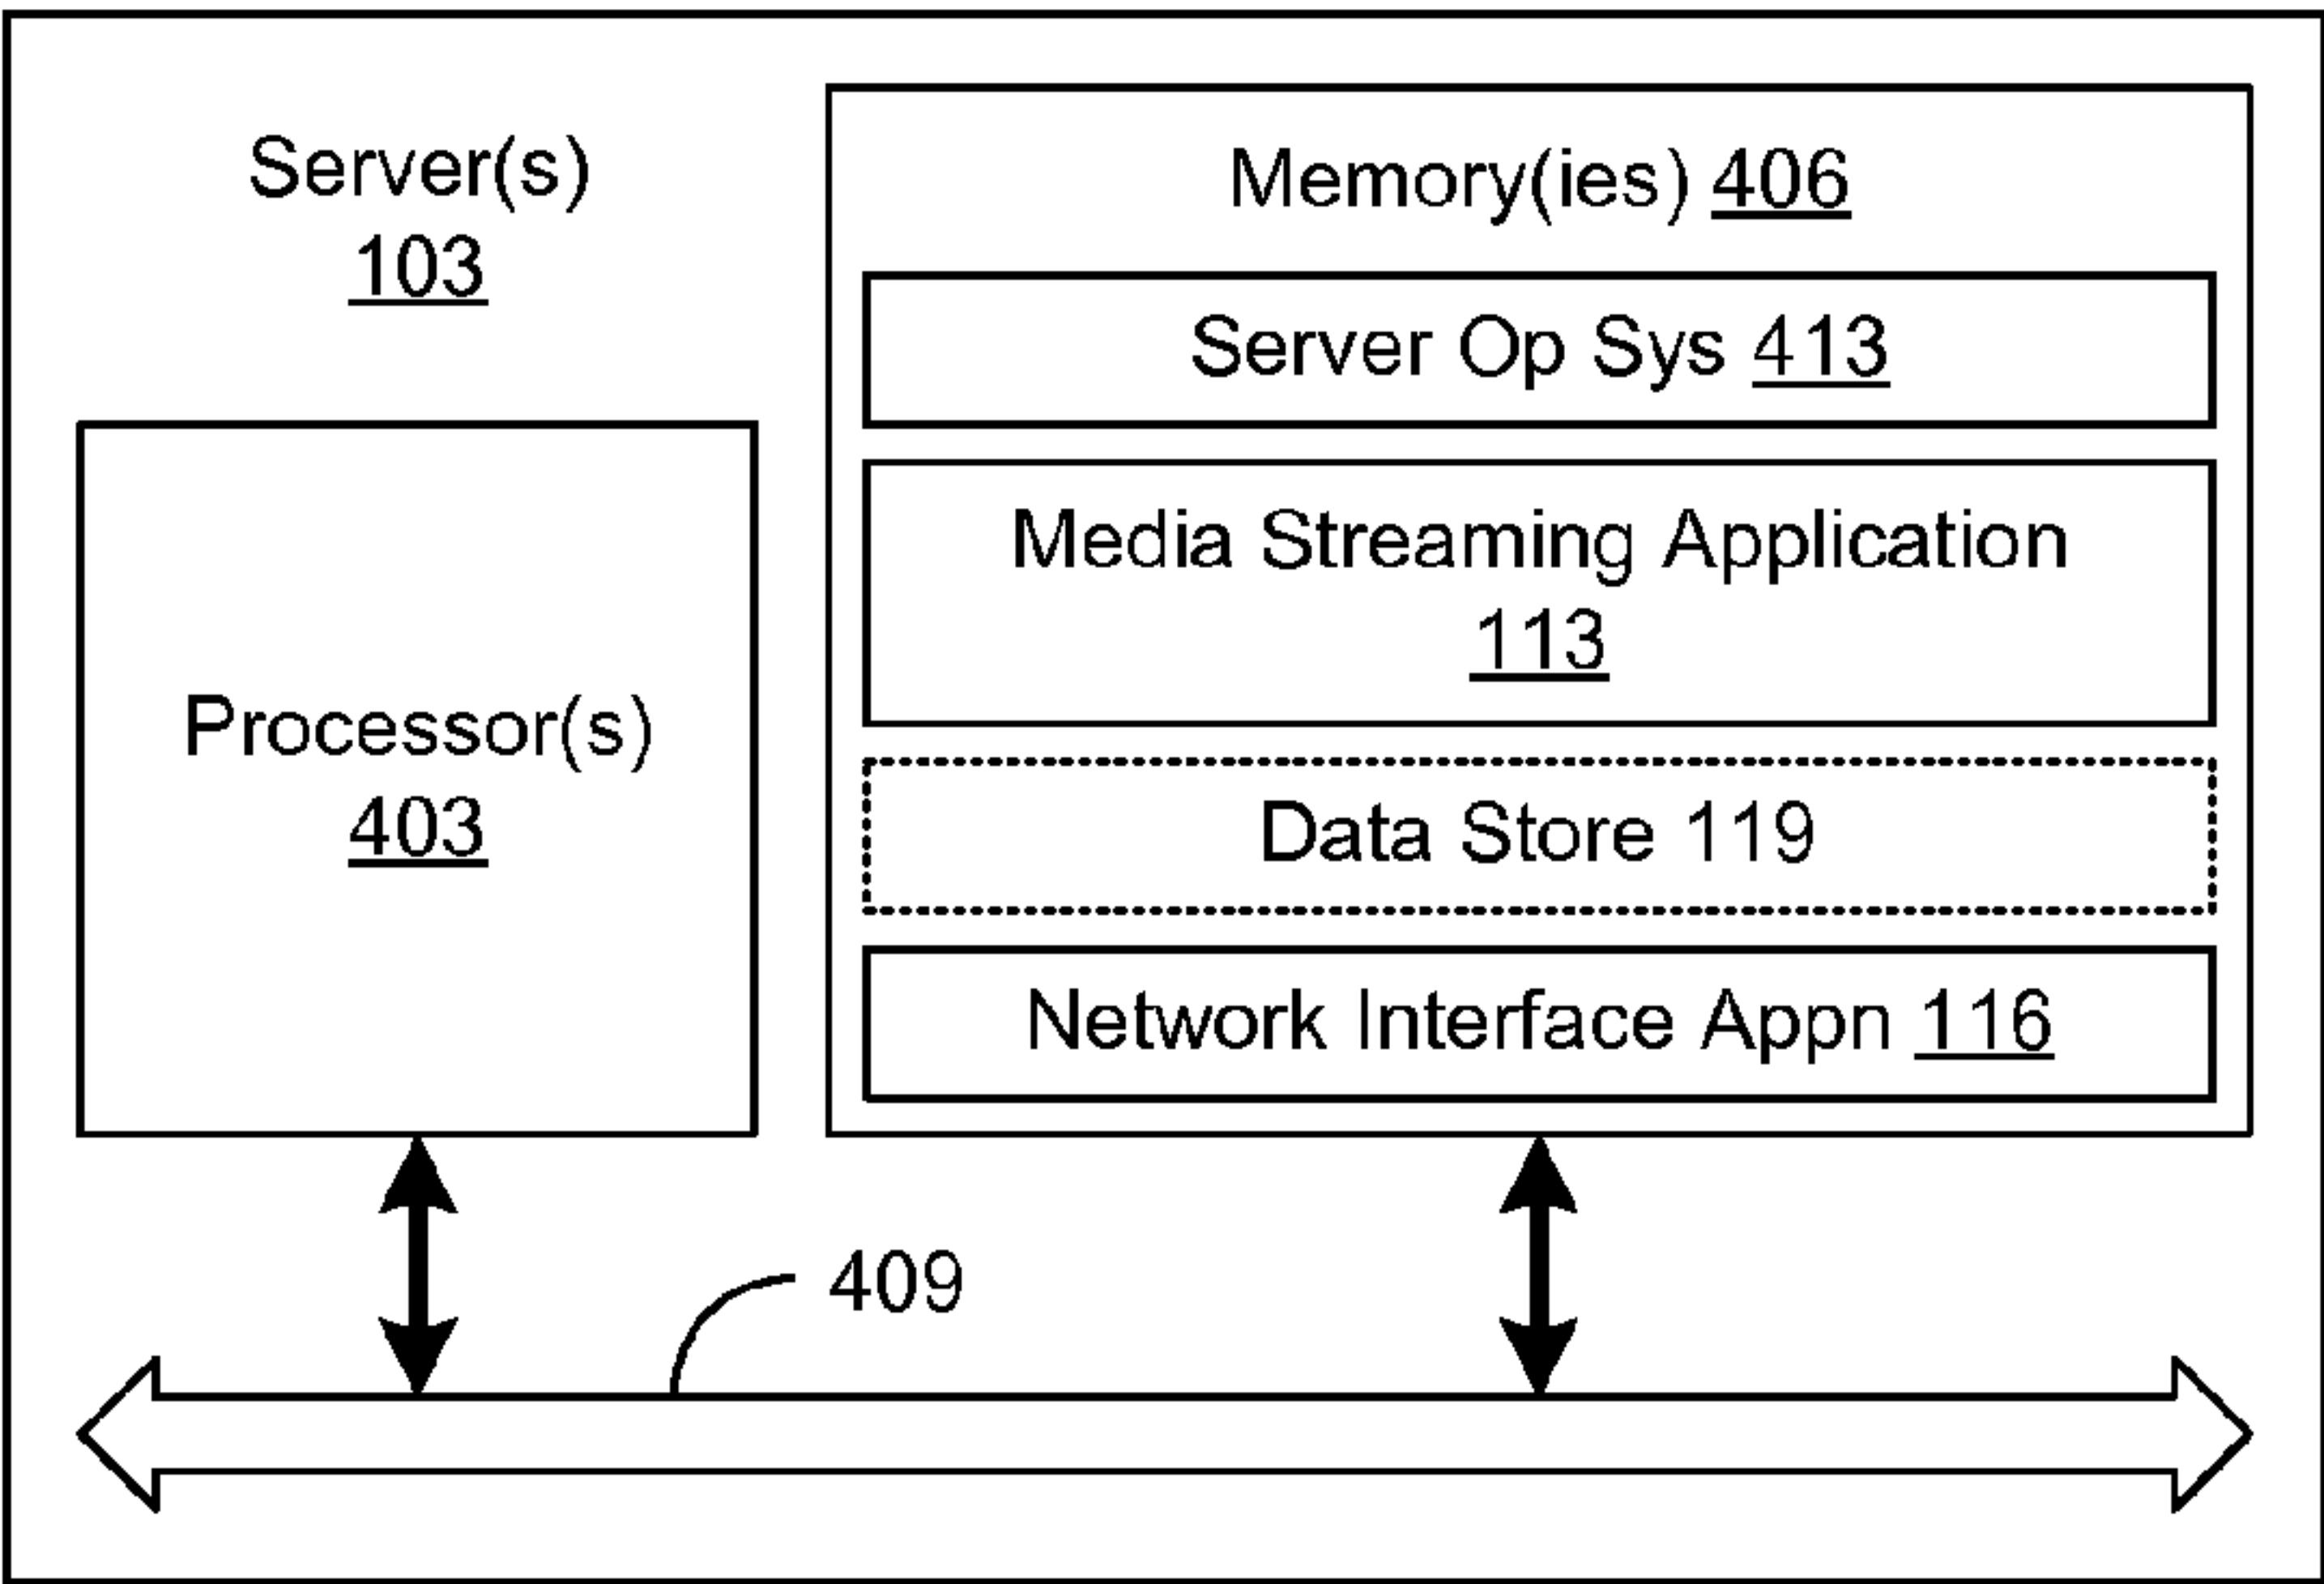 Server(s)
103
Memory(ies) 406
Server Op Sys 413
Media Streaming Application
113
Processor(s)
403
Data Store 119
Network Interface Appn 116
409